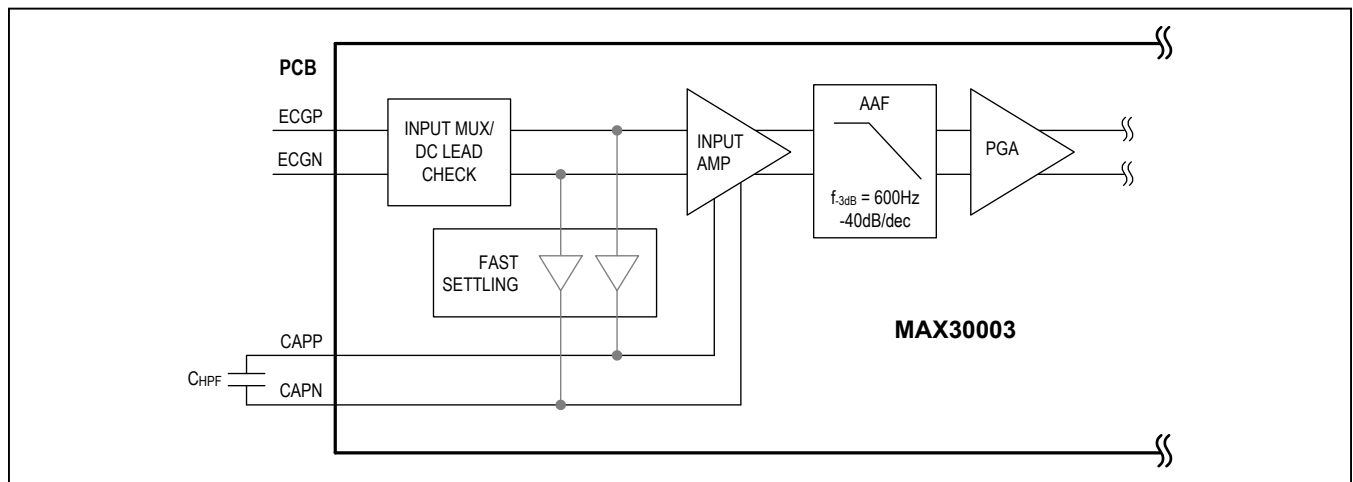 PCB
ECGP
ECGN
INPUT MUX/
DC LEAD
CHECK
INPUT
AMP
AAF
f-3dB = 600Hz
-40dB/dec
PGA
FAST
SETTLING
CAPP
CHPF
CAPN
MAX30003